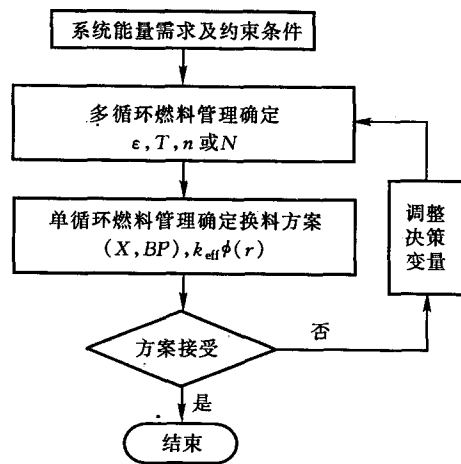 系统能量需求及约束条件
多循环燃料管理确定
ε, T, n 或 N
单循环燃料管理确定换料方案
(X, BP), k_eff ϕ(r)
调整
决策
变量
方案接受
否
是
结束